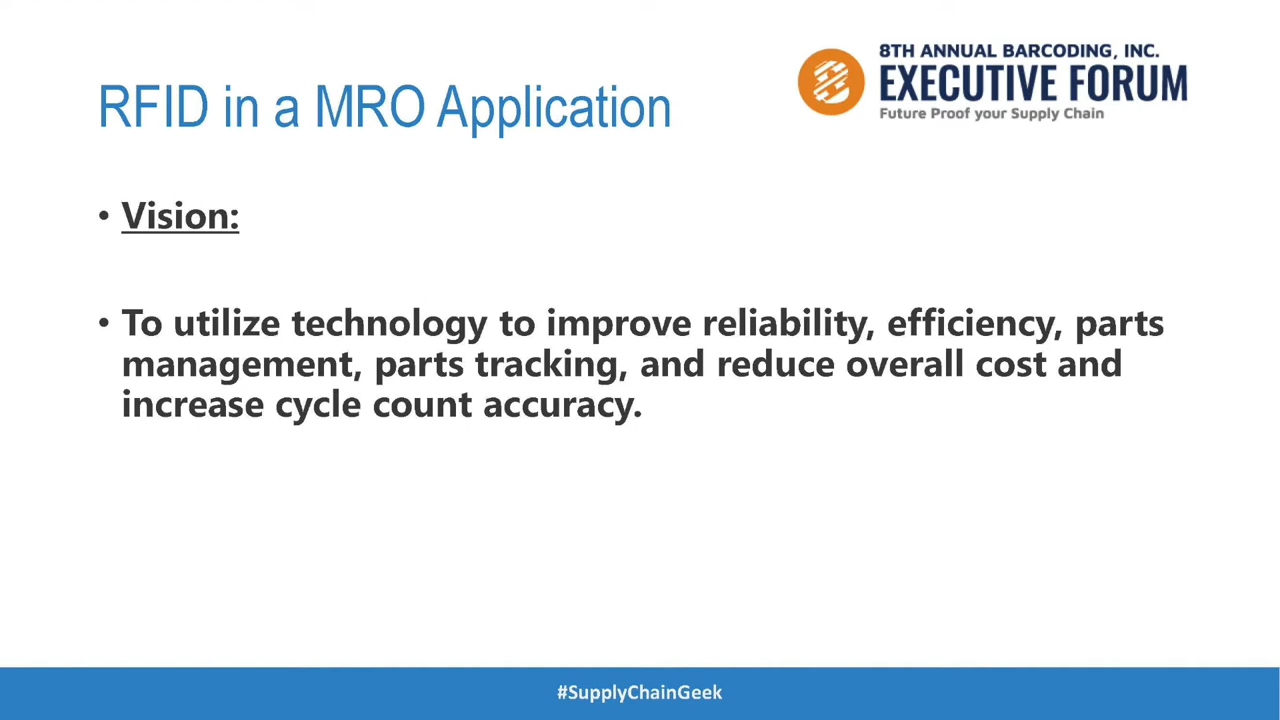 8TH ANNUAL BARCODING, INC.
EXECUTIVE FORUM
Future Proof your Supply Chain
RFID in a MRO Application
• Vision:
• To utilize technology to improve reliability, efficiency, parts
management, parts tracking, and reduce overall cost and
increase cycle count accuracy.
#SupplyChainGeek